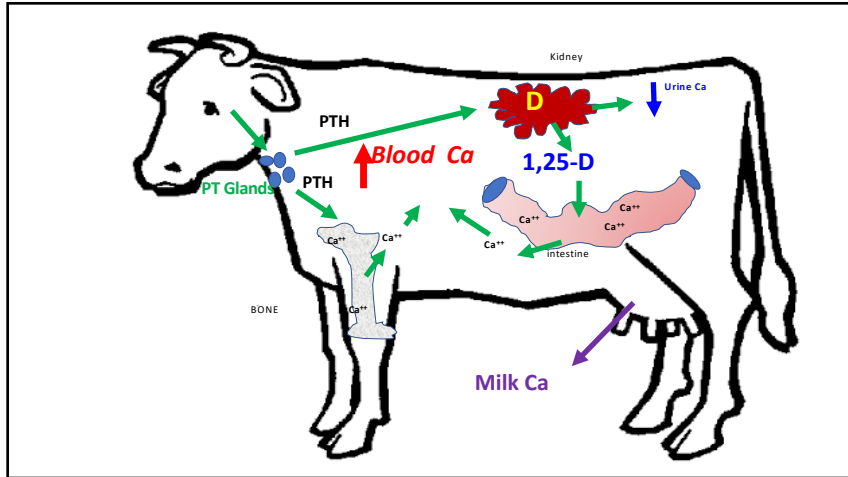 Kidney
D
Urine Ca
PTH
Blood Ca
1,25-D
PTH
PT Glands
Ca++
Ca++
Ca++
Ca++
Ca++
Ca++
intestine
Ca++
BONE
Milk Ca